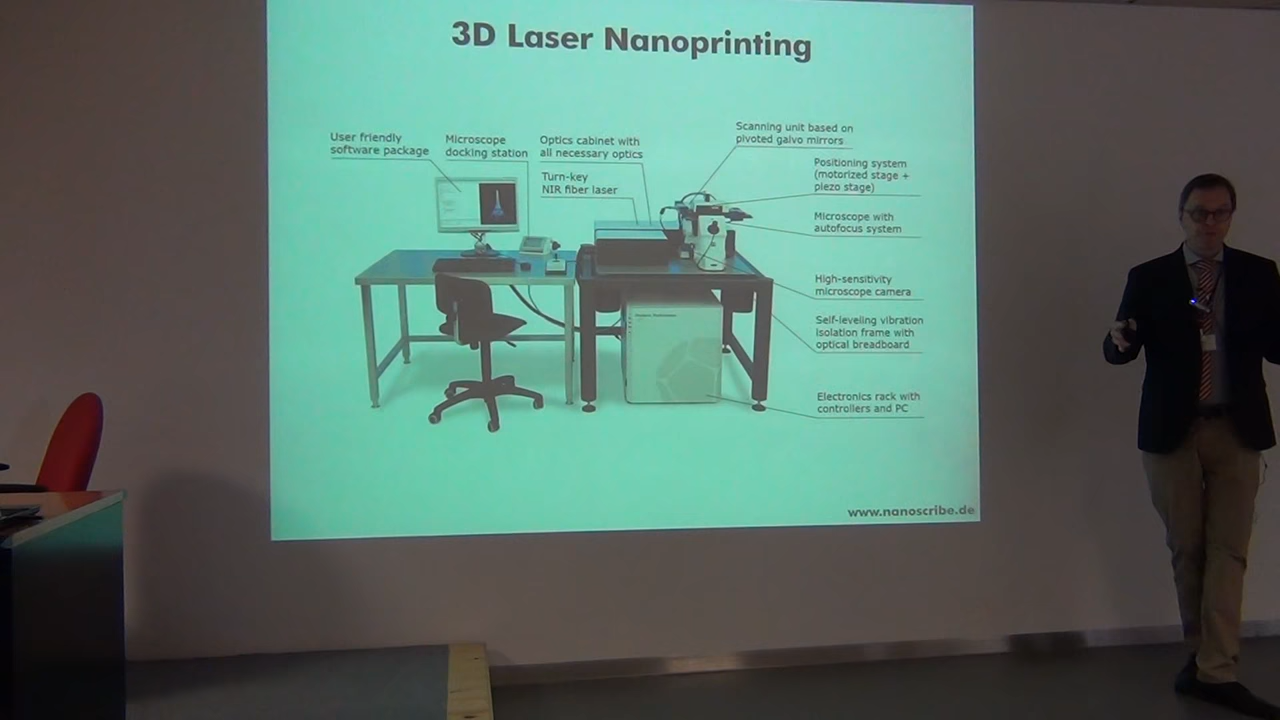 3D Laser Nanoprinting
User friendly
software package
Microscope
docking station
Optics cabinet with
all necessary optics
Turn-key
NIR fiber laser
Scanning unit based on
pivoted galvo mirrors
Positioning system
(motorized stage +
piezo stage)
Microscope with
autofocus system
High-sensitivity
microscope camera
Self-leveling vibration
isolation frame with
optical breadboard
Electronics rack with
controllers and PC
www.nanoscribe.de